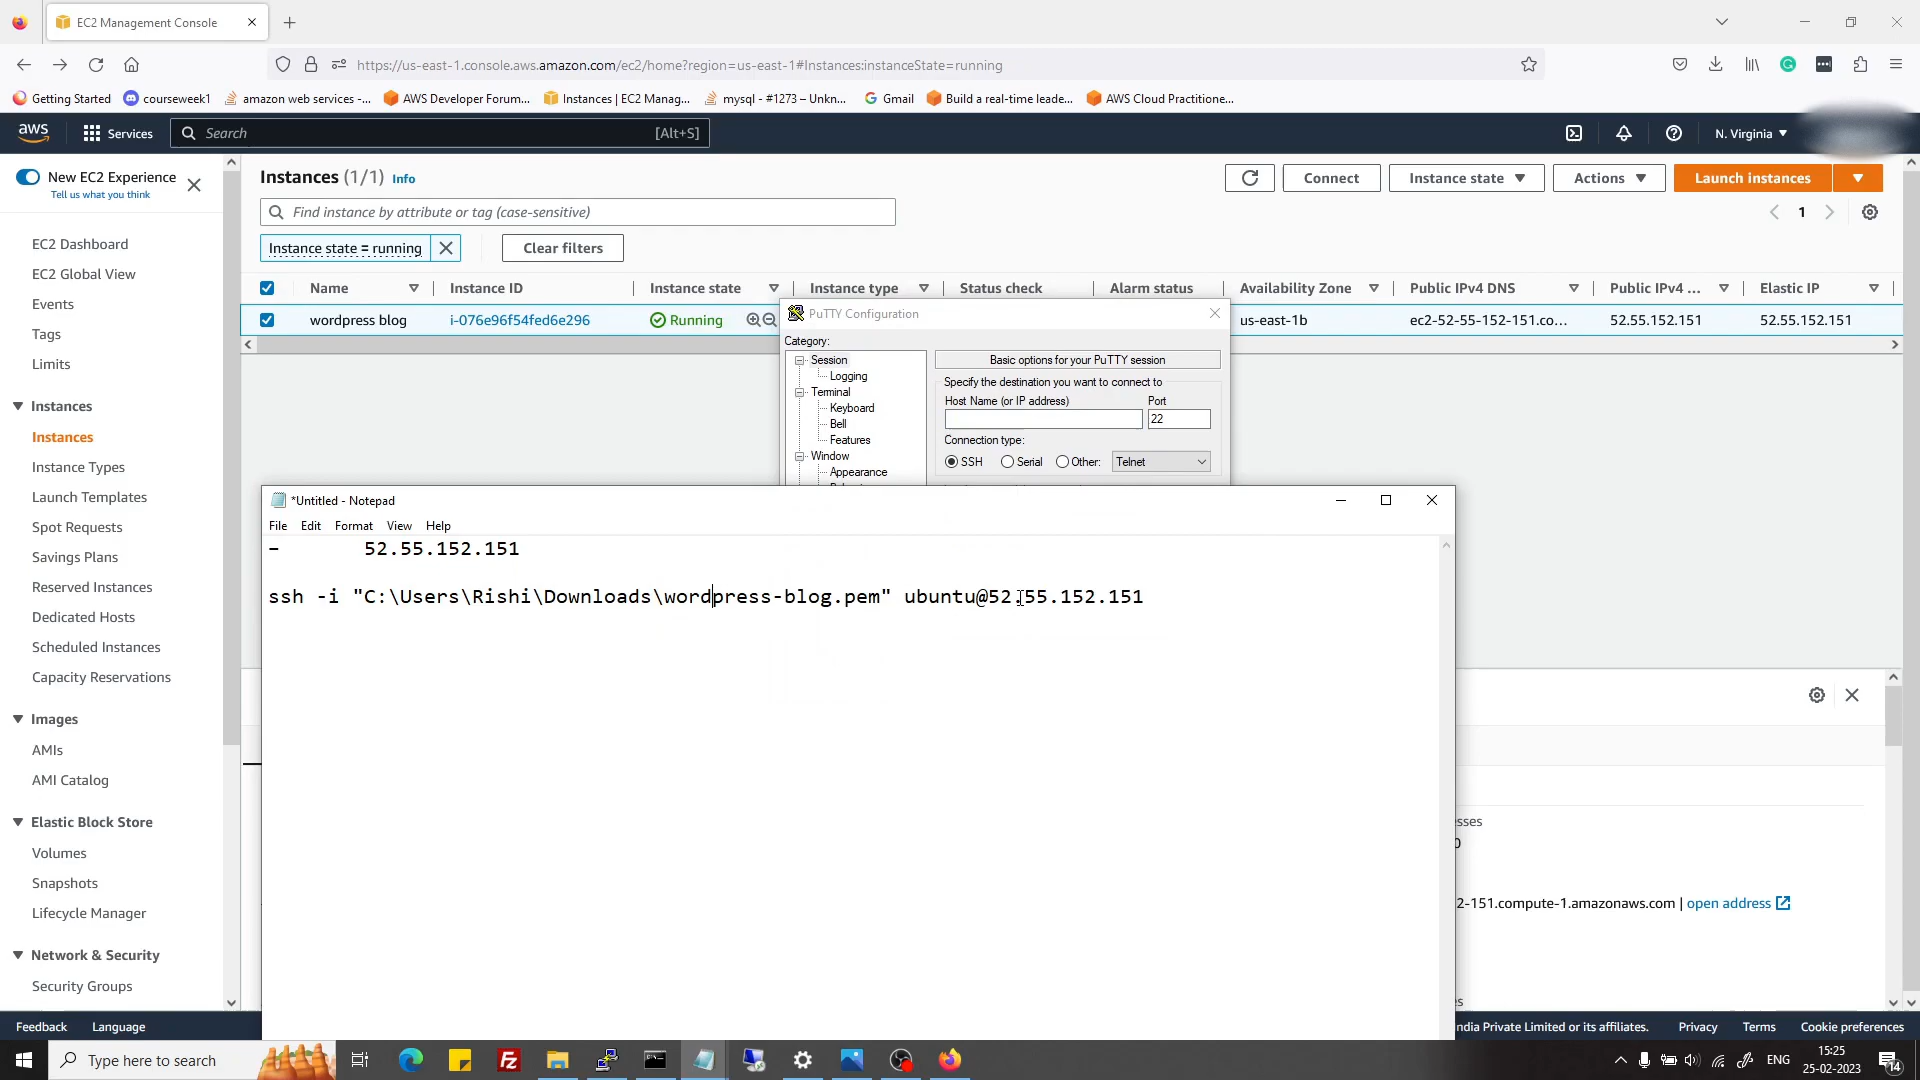 EC2 Management Console
https://us-east-1.console.aws.amazon.com/ec2/home?region=us-east-1#Instances:instanceState=running
Getting Started
courseweek1
amazon web services -...
AWS Developer Forum...
Instances | EC2 Manag...
mysql - #1273 – Unkn...
Gmail
Build a real-time leade...
AWS Cloud Practitione...
aws
Services
Search
[Alt+S]
N. Virginia
New EC2 Experience
Tell us what you think
EC2 Dashboard
EC2 Global View
Events
Tags
Limits
Instances
Instances
Instance Types
Launch Templates
Spot Requests
Savings Plans
Reserved Instances
Dedicated Hosts
Scheduled Instances
Capacity Reservations
Images
AMIs
AMI Catalog
Elastic Block Store
Volumes
Snapshots
Lifecycle Manager
Network & Security
Security Groups
Instances (1/1) Info
Connect
Instance state
Actions
Launch instances
Find instance by attribute or tag (case-sensitive)
1
Instance state = running
Clear filters
Name
Instance ID
Instance state
Instance type
Status check
Alarm status
Availability Zone
Public IPv4 DNS
Public IPv4 ...
Elastic IP
wordpress blog
i-076e96f54fed6e296
Running
us-east-1b
ec2-52-55-152-151.co...
52.55.152.151
52.55.152.151
PuTTY Configuration
Category:
Session
Logging
Terminal
Keyboard
Bell
Features
Window
Appearance
Basic options for your PuTTY session
Specify the destination you want to connect to
Host Name (or IP address)
Port
22
Connection type:
SSH
Serial
Other:
Telnet
*Untitled - Notepad
File Edit Format View Help
– 52.55.152.151
ssh -i "C:\Users\Rishi\Downloads\wordpress-blog.pem" ubuntu@52.55.152.151
sses
0
2-151.compute-1.amazonaws.com | open address
s
Feedback
Language
ndia Private Limited or its affiliates.
Privacy
Terms
Cookie preferences
Type here to search
ENG
15:25
25-02-2023
14